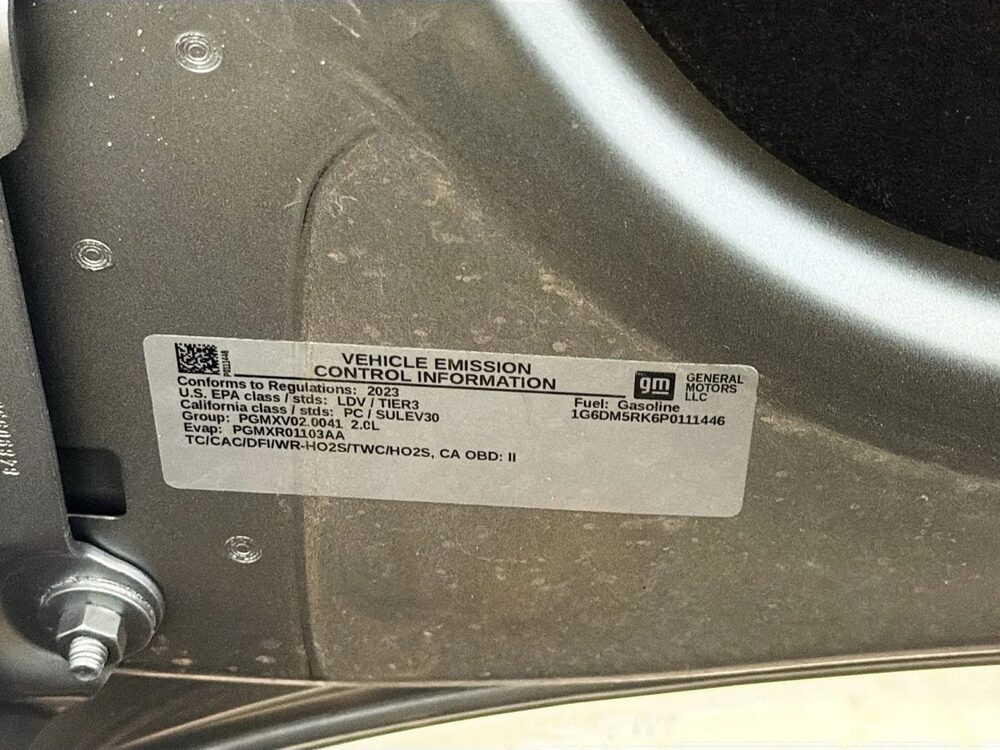 VEHICLE EMISSION
CONTROL INFORMATION
gm
GENERAL
MOTORS
LLC
Conforms to Regulations: 2023
U.S. EPA class / stds: LDV / TIER3
California class / stds: PC / SULEV30
Group: PGMXV02.0041 2.0L
Evap: PGMXR01103AA
TC/CAC/DFI/WR-HO2S/TWC/HO2S, CA OBD: II
Fuel: Gasoline
1G6DM5RK6P0111446